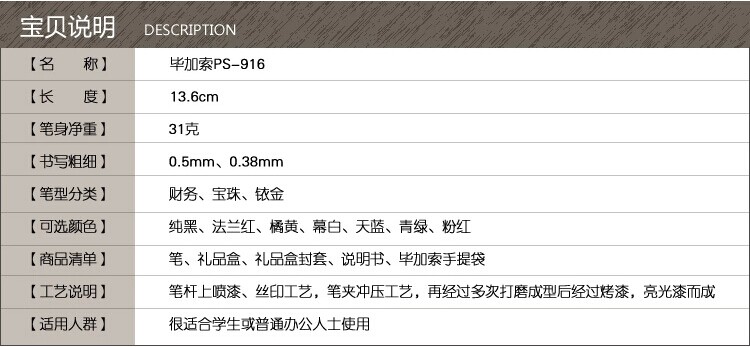 宝贝说明 DESCRIPTION
【名 称】 毕加索PS-916
【长 度】 13.6cm
【笔身净重】 31克
【书写粗细】 0.5mm、0.38mm
【笔型分类】 财务、宝珠、铱金
【可选颜色】 纯黑、法兰红、橘黄、幕白、天蓝、青绿、粉红
【商品清单】 笔、礼品盒、礼品盒封套、说明书、毕加索手提袋
【工艺说明】 笔杆上喷漆、丝印工艺，笔夹冲压工艺，再经过多次打磨成型后经过烤漆，亮光漆而成
【适用人群】 很适合学生或普通办公人士使用